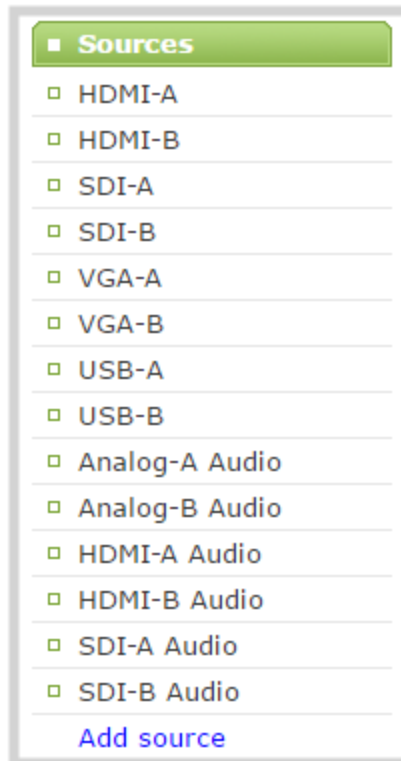 Sources
HDMI-A
HDMI-B
SDI-A
SDI-B
VGA-A
VGA-B
USB-A
USB-B
Analog-A Audio
Analog-B Audio
HDMI-A Audio
HDMI-B Audio
SDI-A Audio
SDI-B Audio
Add source